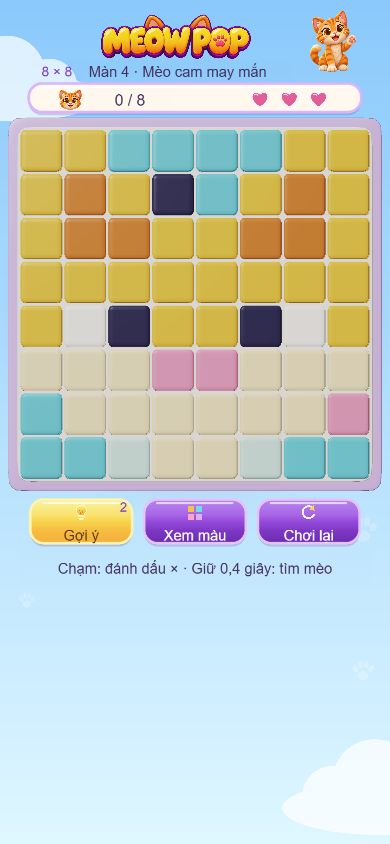 MEOW POP
8 × 8 Màn 4 · Mèo cam may mắn
0 / 8
2
Gợi ý
Xem màu
Chơi lại
Chạm: đánh dấu × · Giữ 0,4 giây: tìm mèo